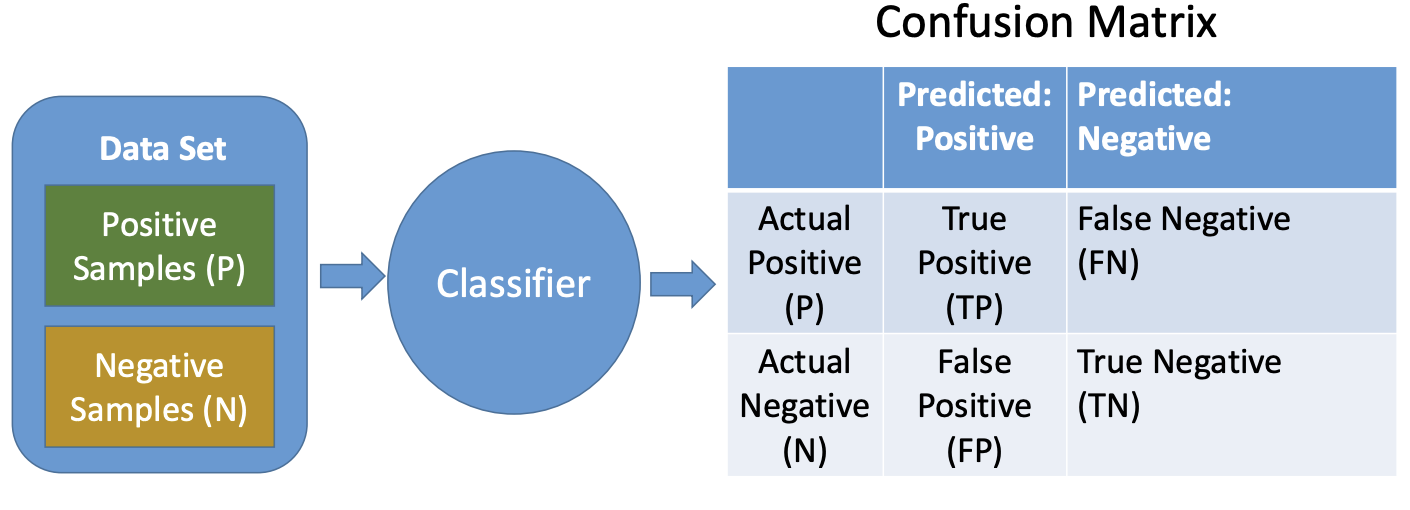 Confusion Matrix
Data Set
Positive
Samples (P)
Negative
Samples (N)
Classifier
Predicted:
Positive
Predicted:
Negative
Actual
Positive
(P)
True
Positive
(TP)
False Negative
(FN)
Actual
Negative
(N)
False
Positive
(FP)
True Negative
(TN)